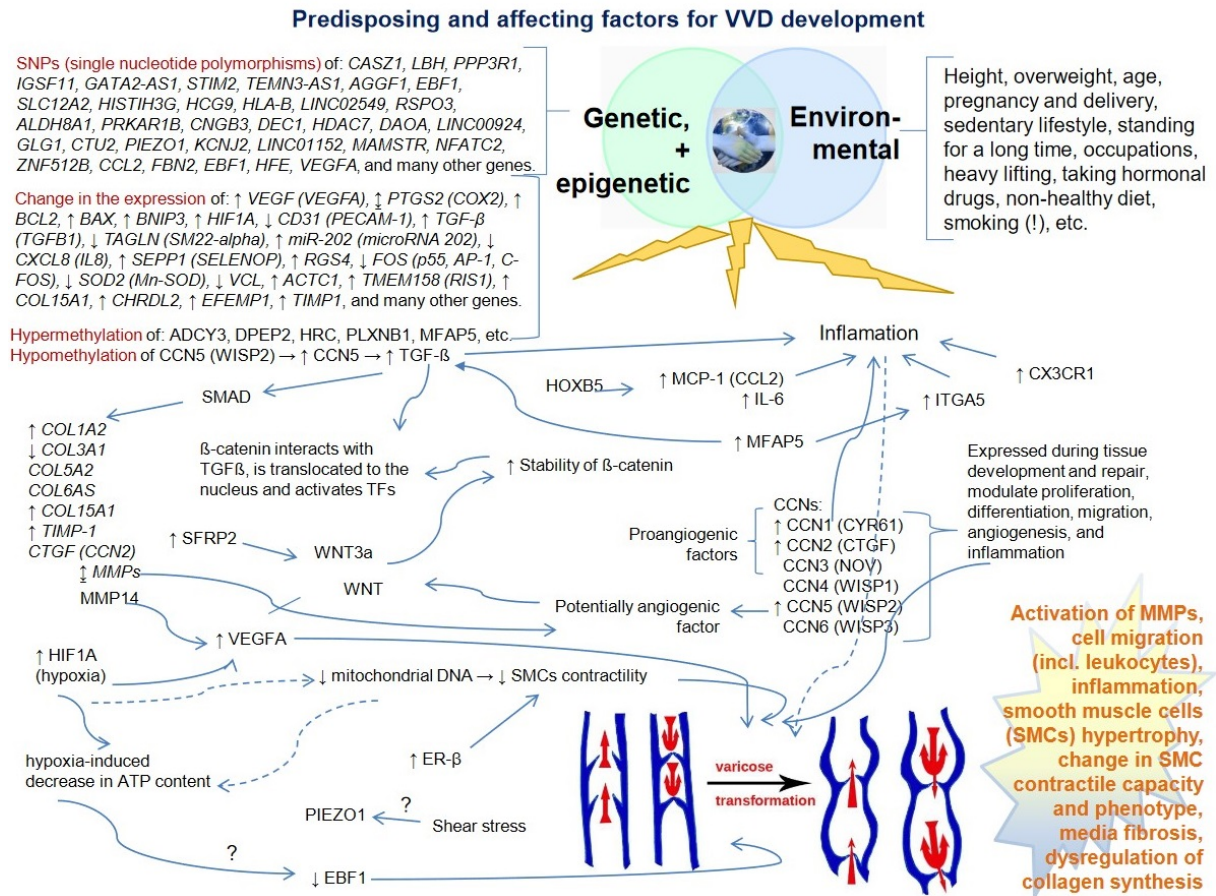 Predisposing and affecting factors for VVD development
SNPs (single nucleotide polymorphisms) of: CASZ1, LBH, PPP3R1,
IGSF11, GATA2-AS1, STIM2, TEMN3-AS1, AGGF1, EBF1,
SLC12A2, HISTIH3G, HCG9, HLA-B, LINC02549, RSPO3,
ALDH8A1, PRKAR1B, CNGB3, DEC1, HDAC7, DAOA, LINC00924,
GLG1, CTU2, PIEZO1, KCNJ2, LINC01152, MAMSTR, NFATC2,
ZNF512B, CCL2, FBN2, EBF1, HFE, VEGFA, and many other genes.
Change in the expression of: ↑ VEGF (VEGFA), ↕ PTGS2 (COX2), ↑
BCL2, ↑ BAX, ↑ BNIP3, ↑ HIF1A, ↓ CD31 (PECAM-1), ↑ TGF-β
(TGFB1), ↓ TAGLN (SM22-alpha), ↑ miR-202 (microRNA 202), ↓
CXCL8 (IL8), ↑ SEPP1 (SELENOP), ↑ RGS4, ↓ FOS (p55, AP-1, C-
FOS), ↓ SOD2 (Mn-SOD), ↓ VCL, ↑ ACTC1, ↑ TMEM158 (RIS1), ↑
COL15A1, ↑ CHRDL2, ↑ EFEMP1, ↑ TIMP1, and many other genes.
Hypermethylation of: ADCY3, DPEP2, HRC, PLXNB1, MFAP5, etc.
Hypomethylation of CCN5 (WISP2) → ↑ CCN5 → ↑ TGF-ß
Genetic,
+
epigenetic
Environ-
mental
Height, overweight, age,
pregnancy and delivery,
sedentary lifestyle, standing
for a long time, occupations,
heavy lifting, taking hormonal
drugs, non-healthy diet,
smoking (!), etc.
Inflamation
SMAD
HOXB5
↑ MCP-1 (CCL2)
↑ IL-6
↑ CX3CR1
↑ ITGA5
↑ MFAP5
↑ COL1A2
↓ COL3A1
COL5A2
COL6AS
↑ COL15A1
↑ TIMP-1
CTGF (CCN2)
↕ MMPs
MMP14
ß-catenin interacts with
TGFß, is translocated to the
nucleus and activates TFs
↑ Stability of ß-catenin
↑ SFRP2
WNT3a
WNT
Proangiogenic
factors
Potentially angiogenic
factor
CCNs:
↑ CCN1 (CYR61)
↑ CCN2 (CTGF)
CCN3 (NOV)
CCN4 (WISP1)
↑ CCN5 (WISP2)
CCN6 (WISP3)
Expressed during tissue
development and repair,
modulate proliferation,
differentiation, migration,
angiogenesis, and
inflammation
↑ VEGFA
↑ HIF1A
(hypoxia)
↓ mitochondrial DNA → ↓ SMCs contractility
hypoxia-induced
decrease in ATP content
↑ ER-β
PIEZO1
?
Shear stress
?
↓ EBF1
varicose
transformation
Activation of MMPs,
cell migration
(incl. leukocytes),
inflammation,
smooth muscle cells
(SMCs) hypertrophy,
change in SMC
contractile capacity
and phenotype,
media fibrosis,
dysregulation of
collagen synthesis